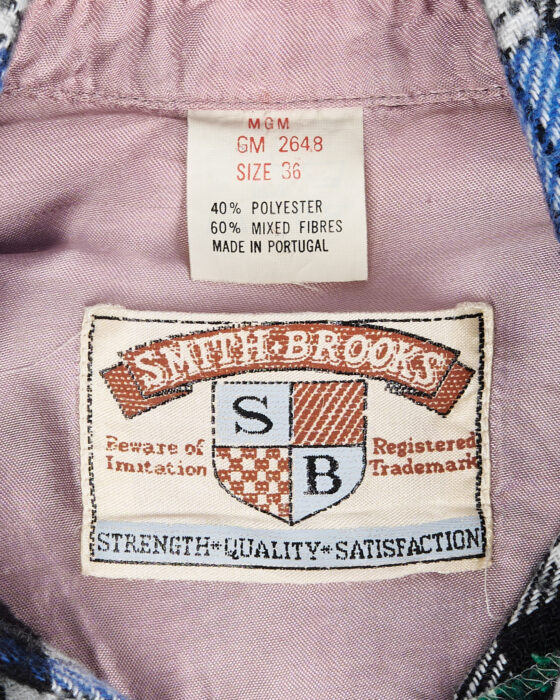 MGM
GM 2648
SIZE 36
40% POLYESTER
60% MIXED FIBRES
MADE IN PORTUGAL
SMITH★BROOKS
S
B
Beware of
Imitation
Registered
Trademark
STRENGTH*QUALITY*SATISFACTION